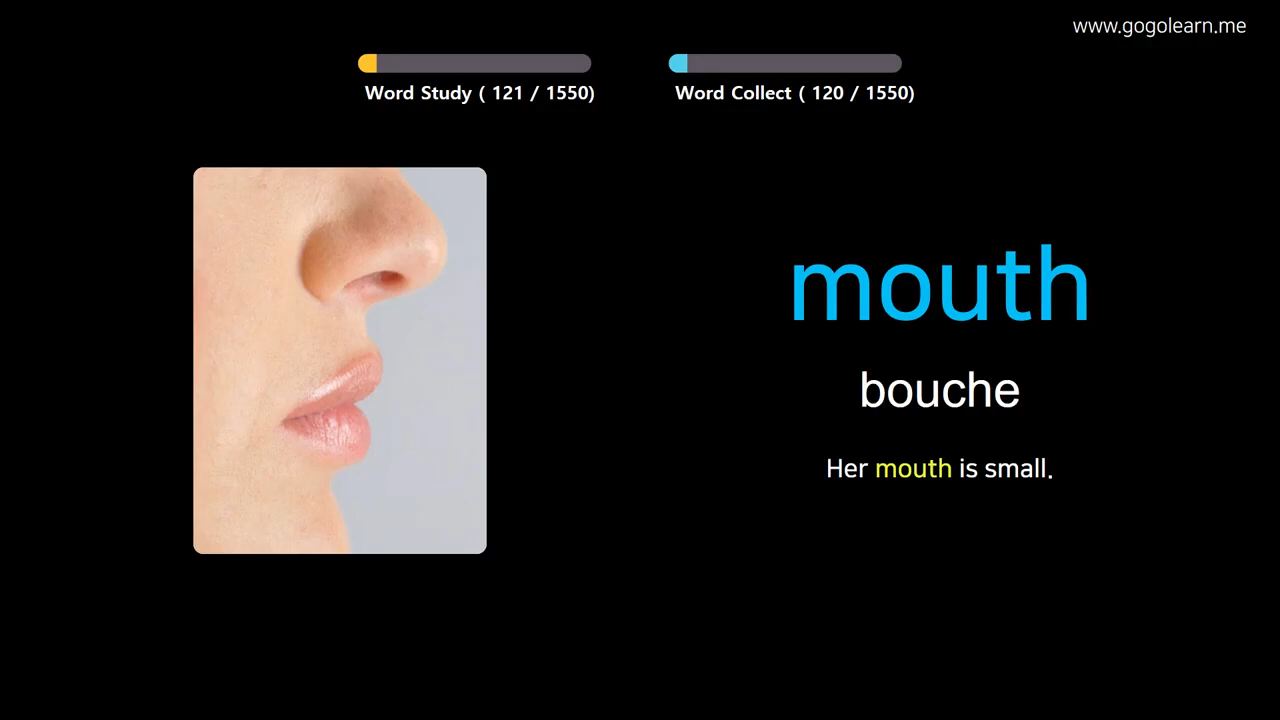 www.gogolearn.me
Word Study ( 121 / 1550)
Word Collect ( 120 / 1550)
mouth
bouche
Her mouth is small.